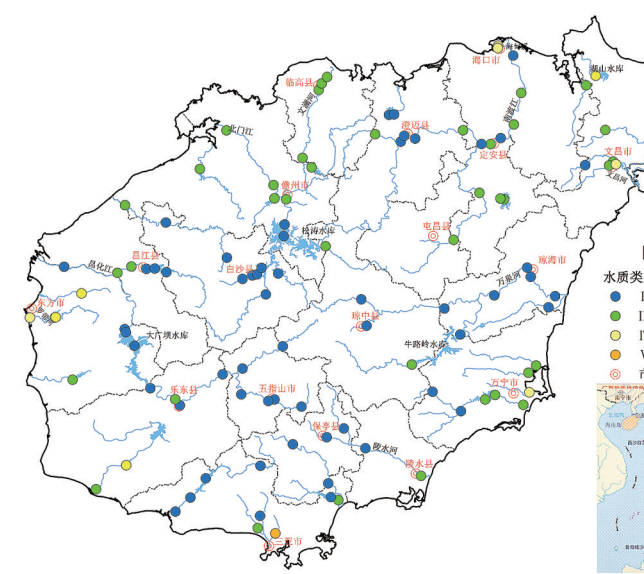 海口市
湖山水库
临高县
文澜河
南渡江
北门江
澄迈县
定安县
文昌市
文昌河
儋州市
松涛水库
屯昌县
琼海市
昌江县
昌化江
白沙县
万泉河
水质类
东方市
大广坝水库
琼中县
牛路岭水库
乐东县
五指山市
万宁市
保亭县
陵水河
陵水县
三亚市
南宁市